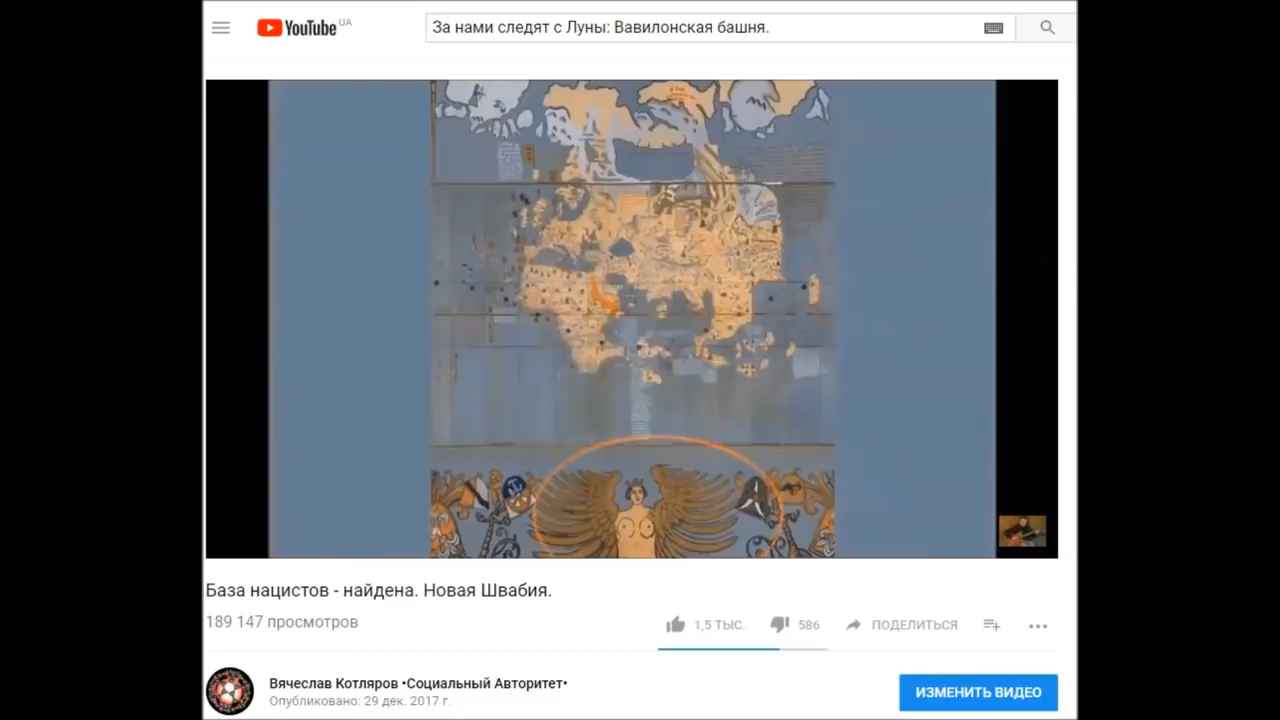 YouTube UA
За нами следят с Луны: Вавилонская башня.
База нацистов - найдена. Новая Швабия.
189 147 просмотров
1,5 ТЫС.
586
ПОДЕЛИТЬСЯ
Вячеслав Котляров •Социальный Авторитет•
Опубликовано: 29 дек. 2017 г.
ИЗМЕНИТЬ ВИДЕО